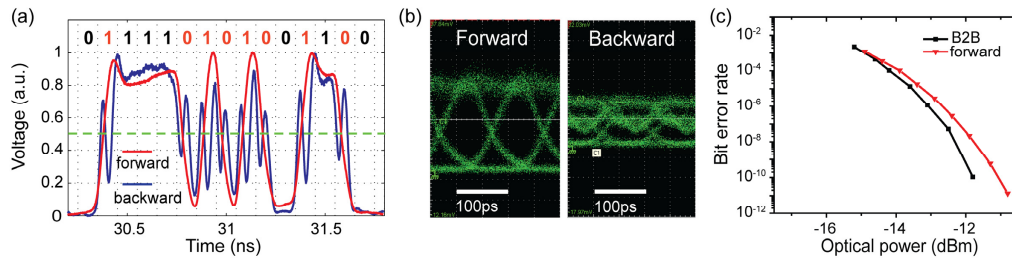 (a)
0 1 1 1 1 0 1 0 1 0 0 1 1 0 0
Voltage (a.u.)
1
0.8
0.6
0.4
0.2
0
forward
backward
30.5 31 31.5
Time (ns)
(b)
Forward
100ps
Backward
100ps
(c)
Bit error rate
10-2
10-4
10-6
10-8
10-10
10-12
B2B
forward
-16 -14 -12
Optical power (dBm)